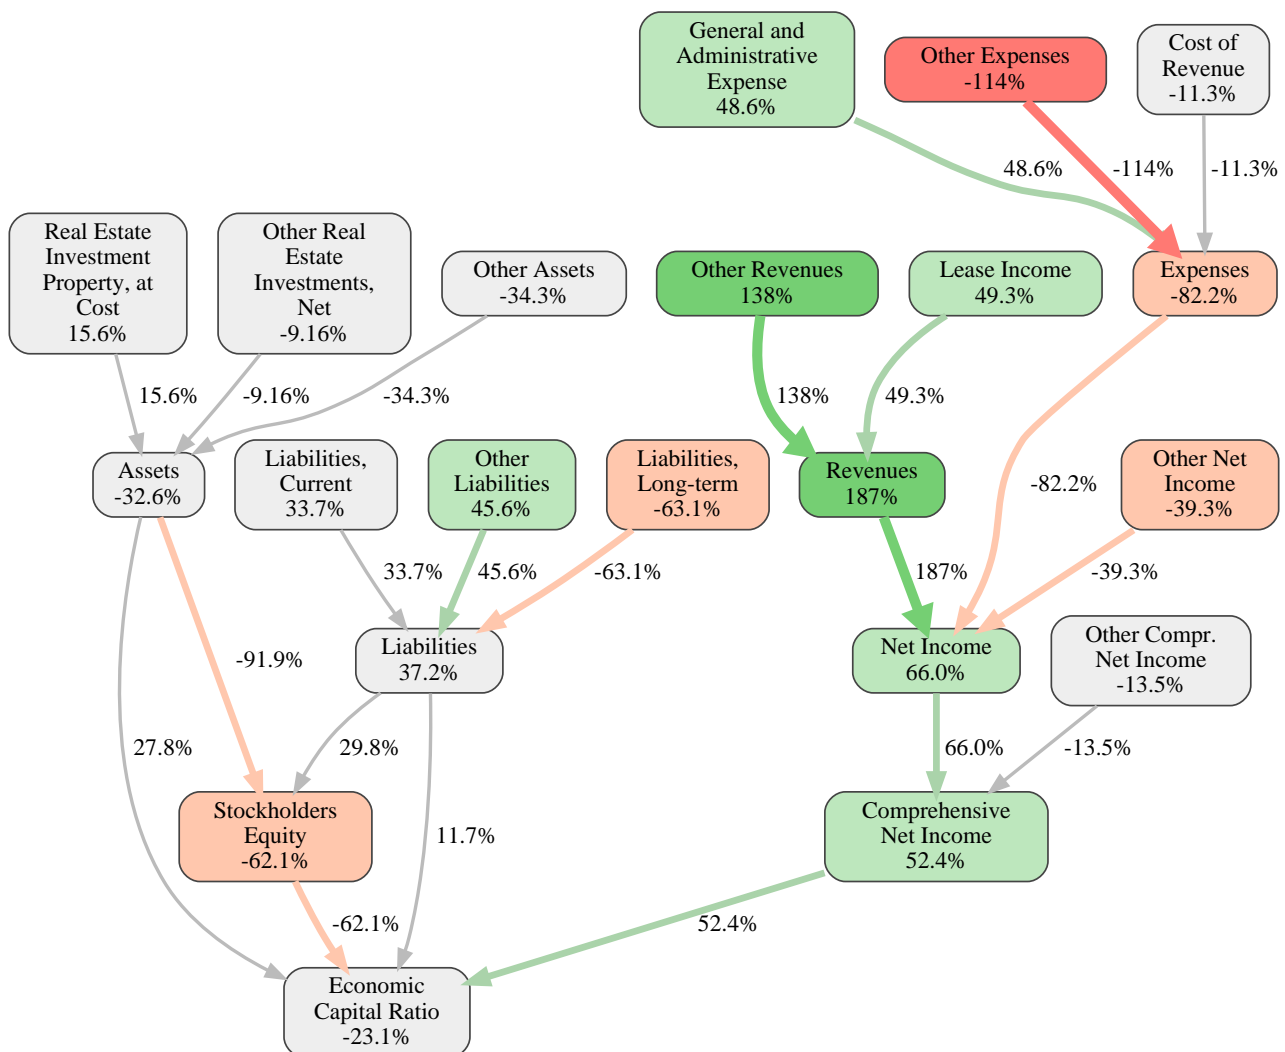 General and
Administrative
Expense
48.6%
Other Expenses
-114%
Cost of
Revenue
-11.3%
48.6%
-114%
-11.3%
Real Estate
Investment
Property, at
Cost
15.6%
Other Real
Estate
Investments,
Net
-9.16%
Other Assets
-34.3%
Other Revenues
138%
Lease Income
49.3%
Expenses
-82.2%
15.6%
-9.16%
-34.3%
138%
49.3%
-82.2%
Assets
-32.6%
Liabilities,
Current
33.7%
Other
Liabilities
45.6%
Liabilities,
Long-term
-63.1%
Revenues
187%
Other Net
Income
-39.3%
33.7%
45.6%
-63.1%
187%
-39.3%
-91.9%
Liabilities
37.2%
Net Income
66.0%
Other Compr.
Net Income
-13.5%
27.8%
29.8%
11.7%
66.0%
-13.5%
Stockholders
Equity
-62.1%
Comprehensive
Net Income
52.4%
-62.1%
52.4%
Economic
Capital Ratio
-23.1%